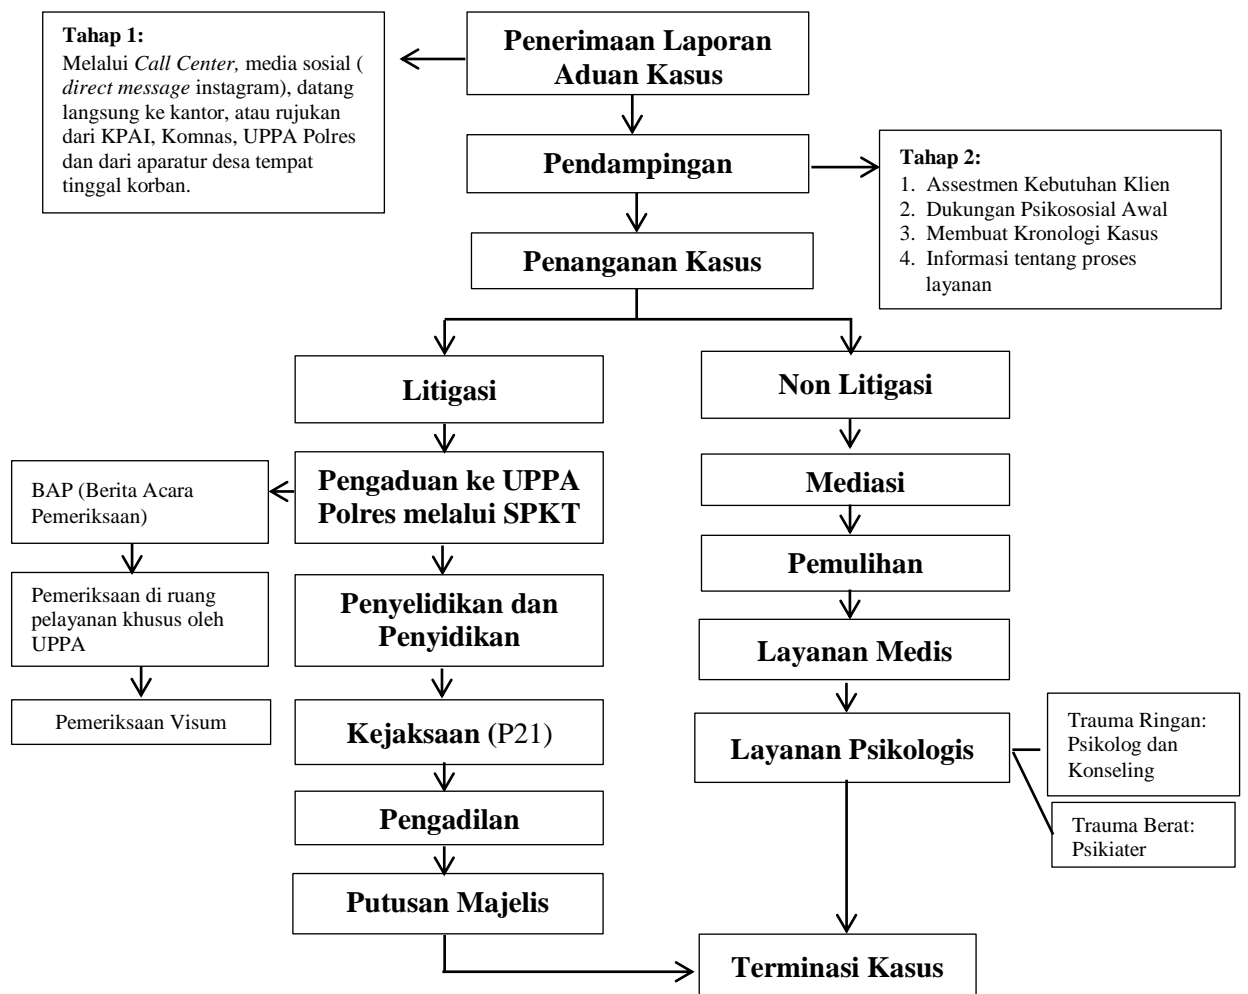 Tahap 1:
Melalui Call Center, media sosial (
direct message instagram), datang
langsung ke kantor, atau rujukan
dari KPAI, Komnas, UPPA Polres
dan dari aparatur desa tempat
tinggal korban.
Penerimaan Laporan
Aduan Kasus
Pendampingan
Tahap 2:
1. Assestmen Kebutuhan Klien
2. Dukungan Psikososial Awal
3. Membuat Kronologi Kasus
4. Informasi tentang proses
layanan
Penanganan Kasus
Litigasi
Non Litigasi
BAP (Berita Acara
Pemeriksaan)
Pengaduan ke UPPA
Polres melalui SPKT
Mediasi
Pemeriksaan di ruang
pelayanan khusus oleh
UPPA
Penyelidikan dan
Penyidikan
Pemulihan
Layanan Medis
Pemeriksaan Visum
Kejaksaan (P21)
Layanan Psikologis
Trauma Ringan:
Psikolog dan
Konseling
Pengadilan
Trauma Berat:
Psikiater
Putusan Majelis
Terminasi Kasus